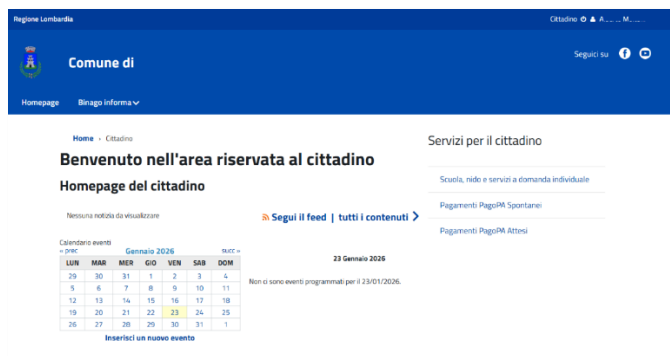 Regione Lombardia
Cittadino
Seguici su
Comune di
Homepage Binago informa
Home › Cittadino
Benvenuto nell'area riservata al cittadino
Homepage del cittadino
Nessuna notizia da visualizzare
Segui il feed | tutti i contenuti
Calendario eventi
« prec Gennaio 2026 succ »
LUN MAR MER GIO VEN SAB DOM
29 30 31 1 2 3 4
5 6 7 8 9 10 11
12 13 14 15 16 17 18
19 20 21 22 23 24 25
26 27 28 29 30 31 1
Inserisci un nuovo evento
23 Gennaio 2026
Non ci sono eventi programmati per il 23/01/2026.
Servizi per il cittadino
Scuola, nido e servizi a domanda individuale
Pagamenti PagoPA Spontanei
Pagamenti PagoPA Attesi